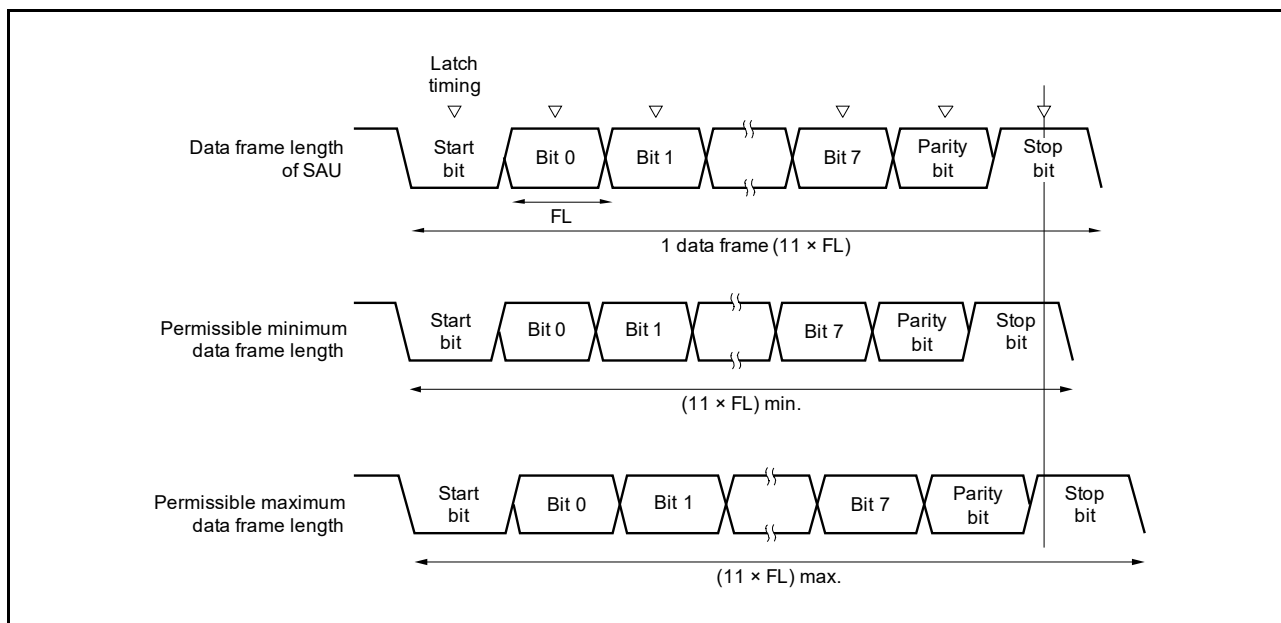 Latch
timing
Data frame length
of SAU
Start
bit
Bit 0
Bit 1
Bit 7
Parity
bit
Stop
bit
FL
1 data frame (11 × FL)
Permissible minimum
data frame length
Start
bit
Bit 0
Bit 1
Bit 7
Parity
bit
Stop
bit
(11 × FL) min.
Permissible maximum
data frame length
Start
bit
Bit 0
Bit 1
Bit 7
Parity
bit
Stop
bit
(11 × FL) max.